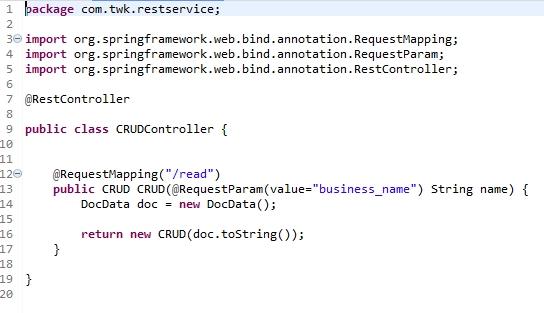 1 package com.twk.restservice;
2
3 import org.springframework.web.bind.annotation.RequestMapping;
4 import org.springframework.web.bind.annotation.RequestParam;
5 import org.springframework.web.bind.annotation.RestController;
6
7 @RestController
8
9 public class CRUDController {
10
11
12     @RequestMapping("/read")
13     public CRUD CRUD(@RequestParam(value="business_name") String name) {
14         DocData doc = new DocData();
15
16         return new CRUD(doc.toString());
17     }
18
19 }
20